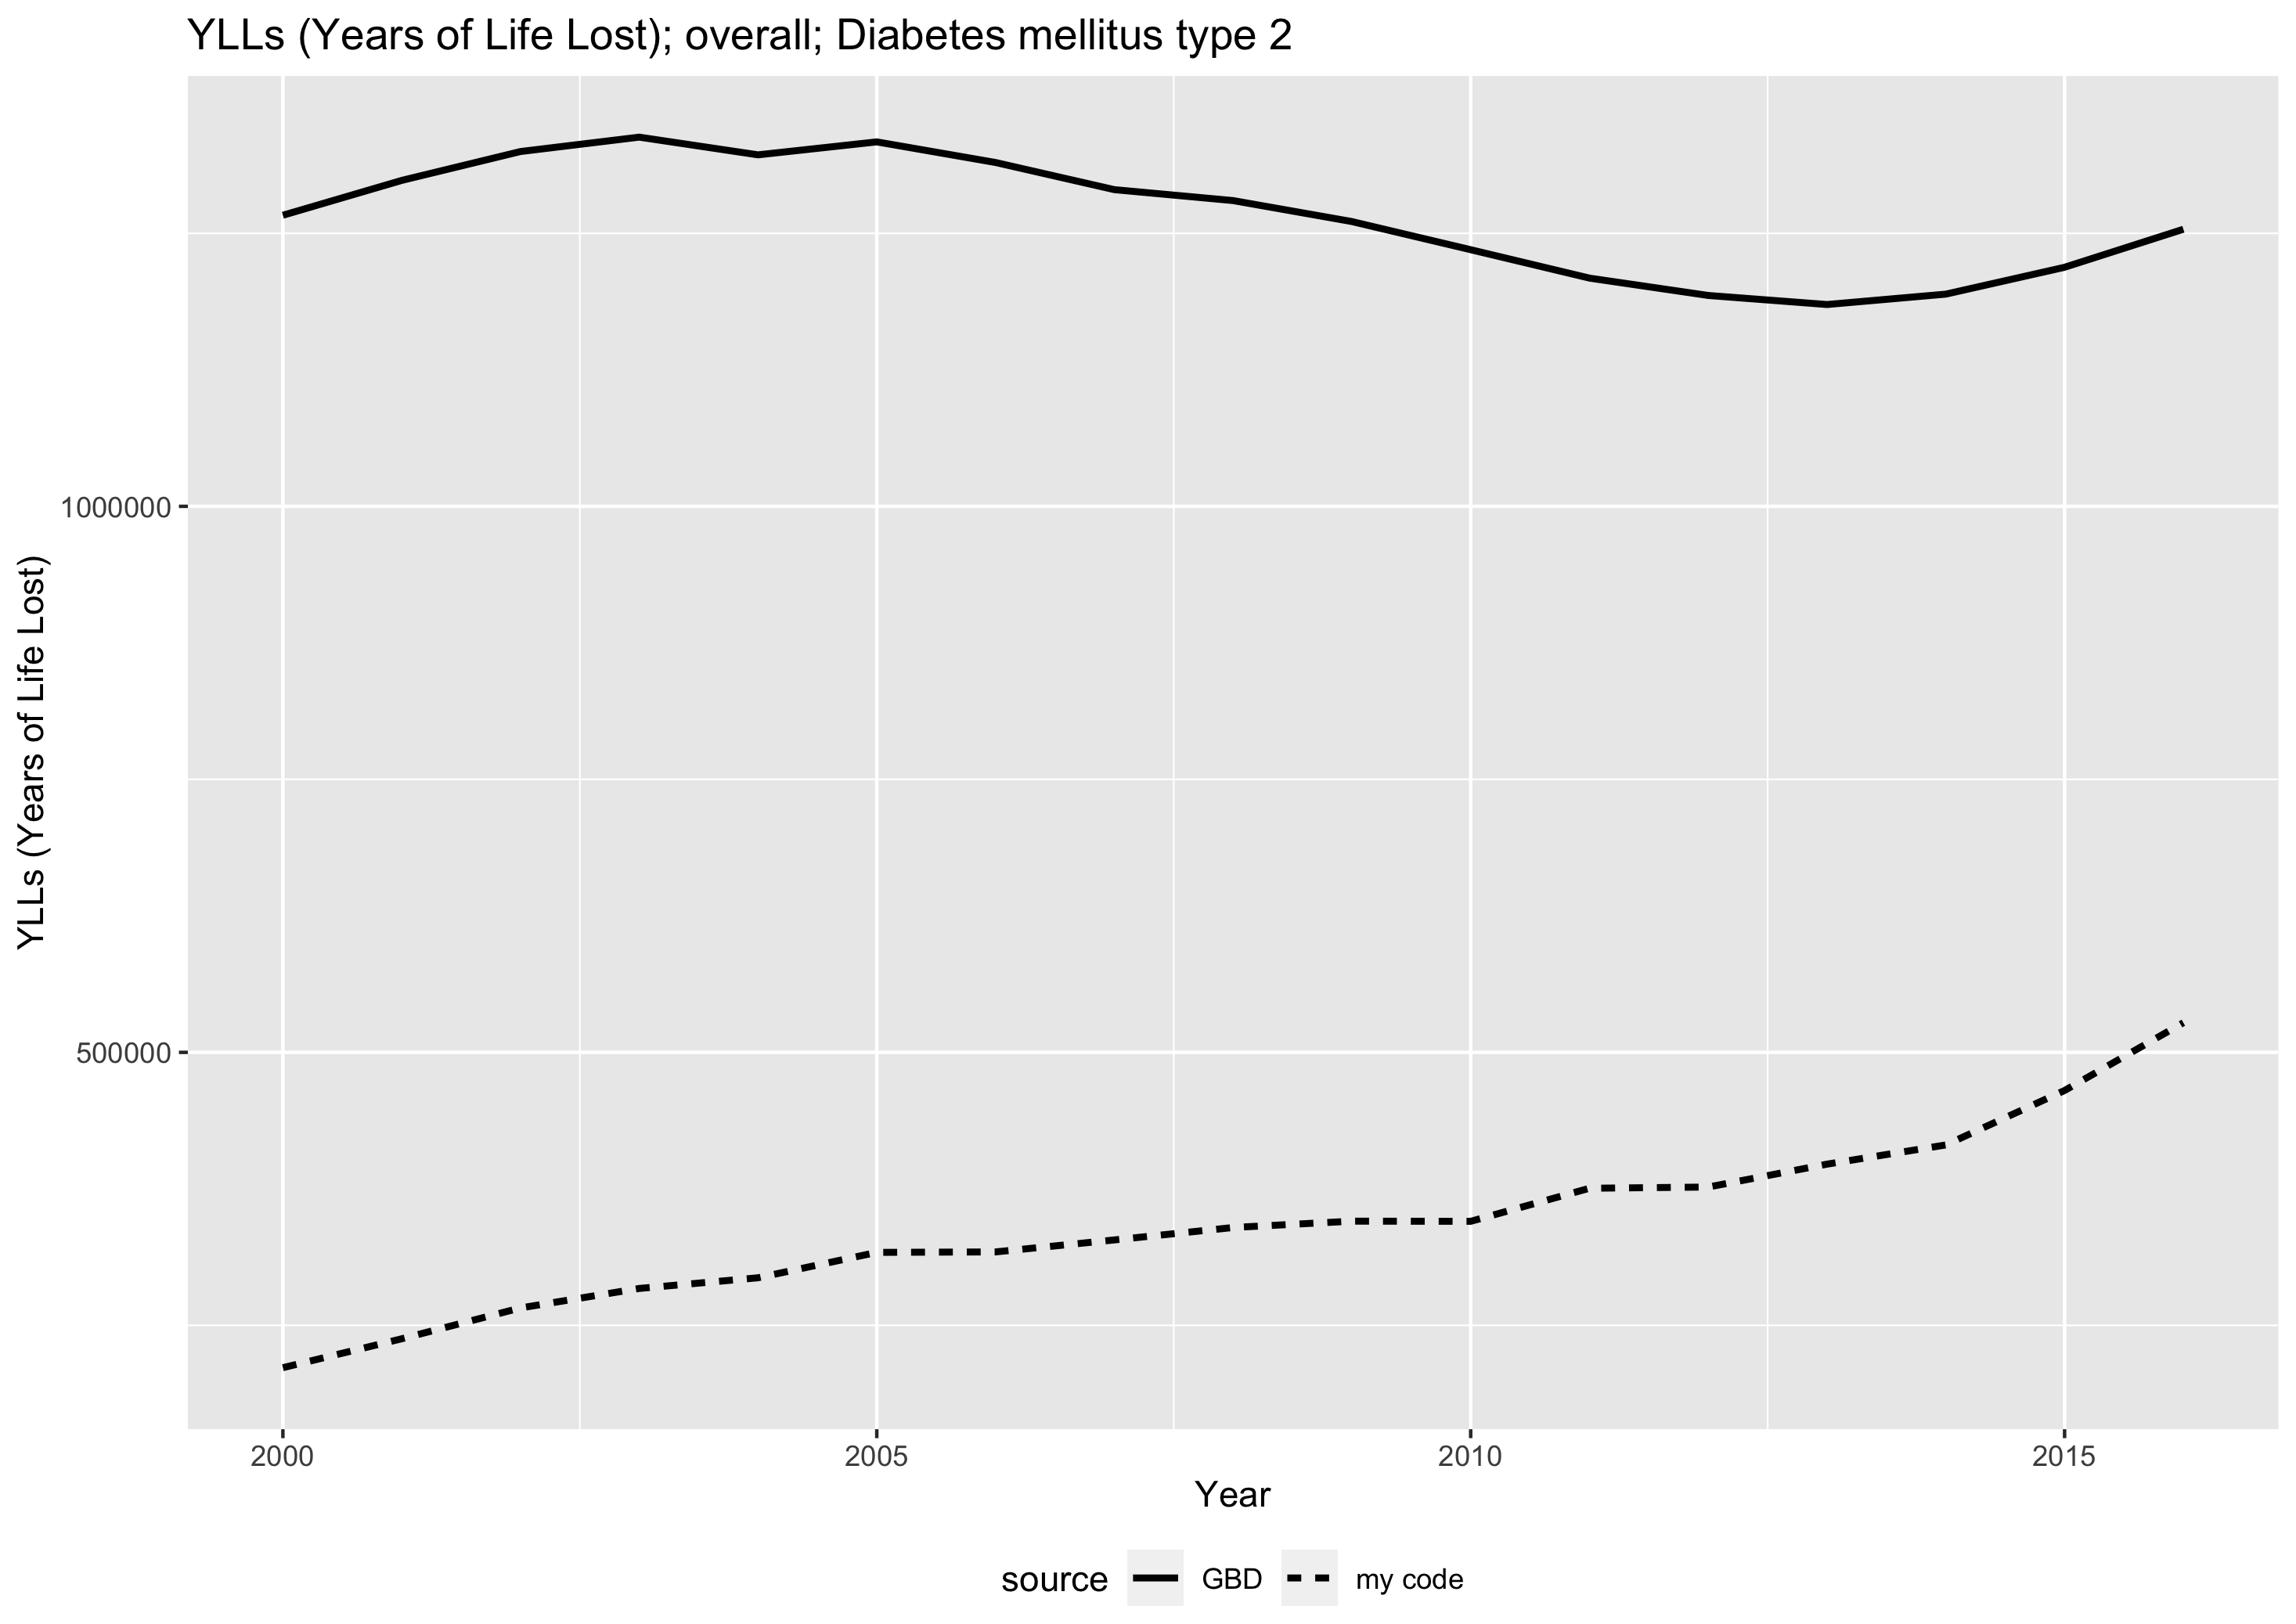 YLLs (Years of Life Lost); overall; Diabetes mellitus type 2
YLLs (Years of Life Lost)
1000000
500000
2000 2005 2010 2015
Year
source GBD my code